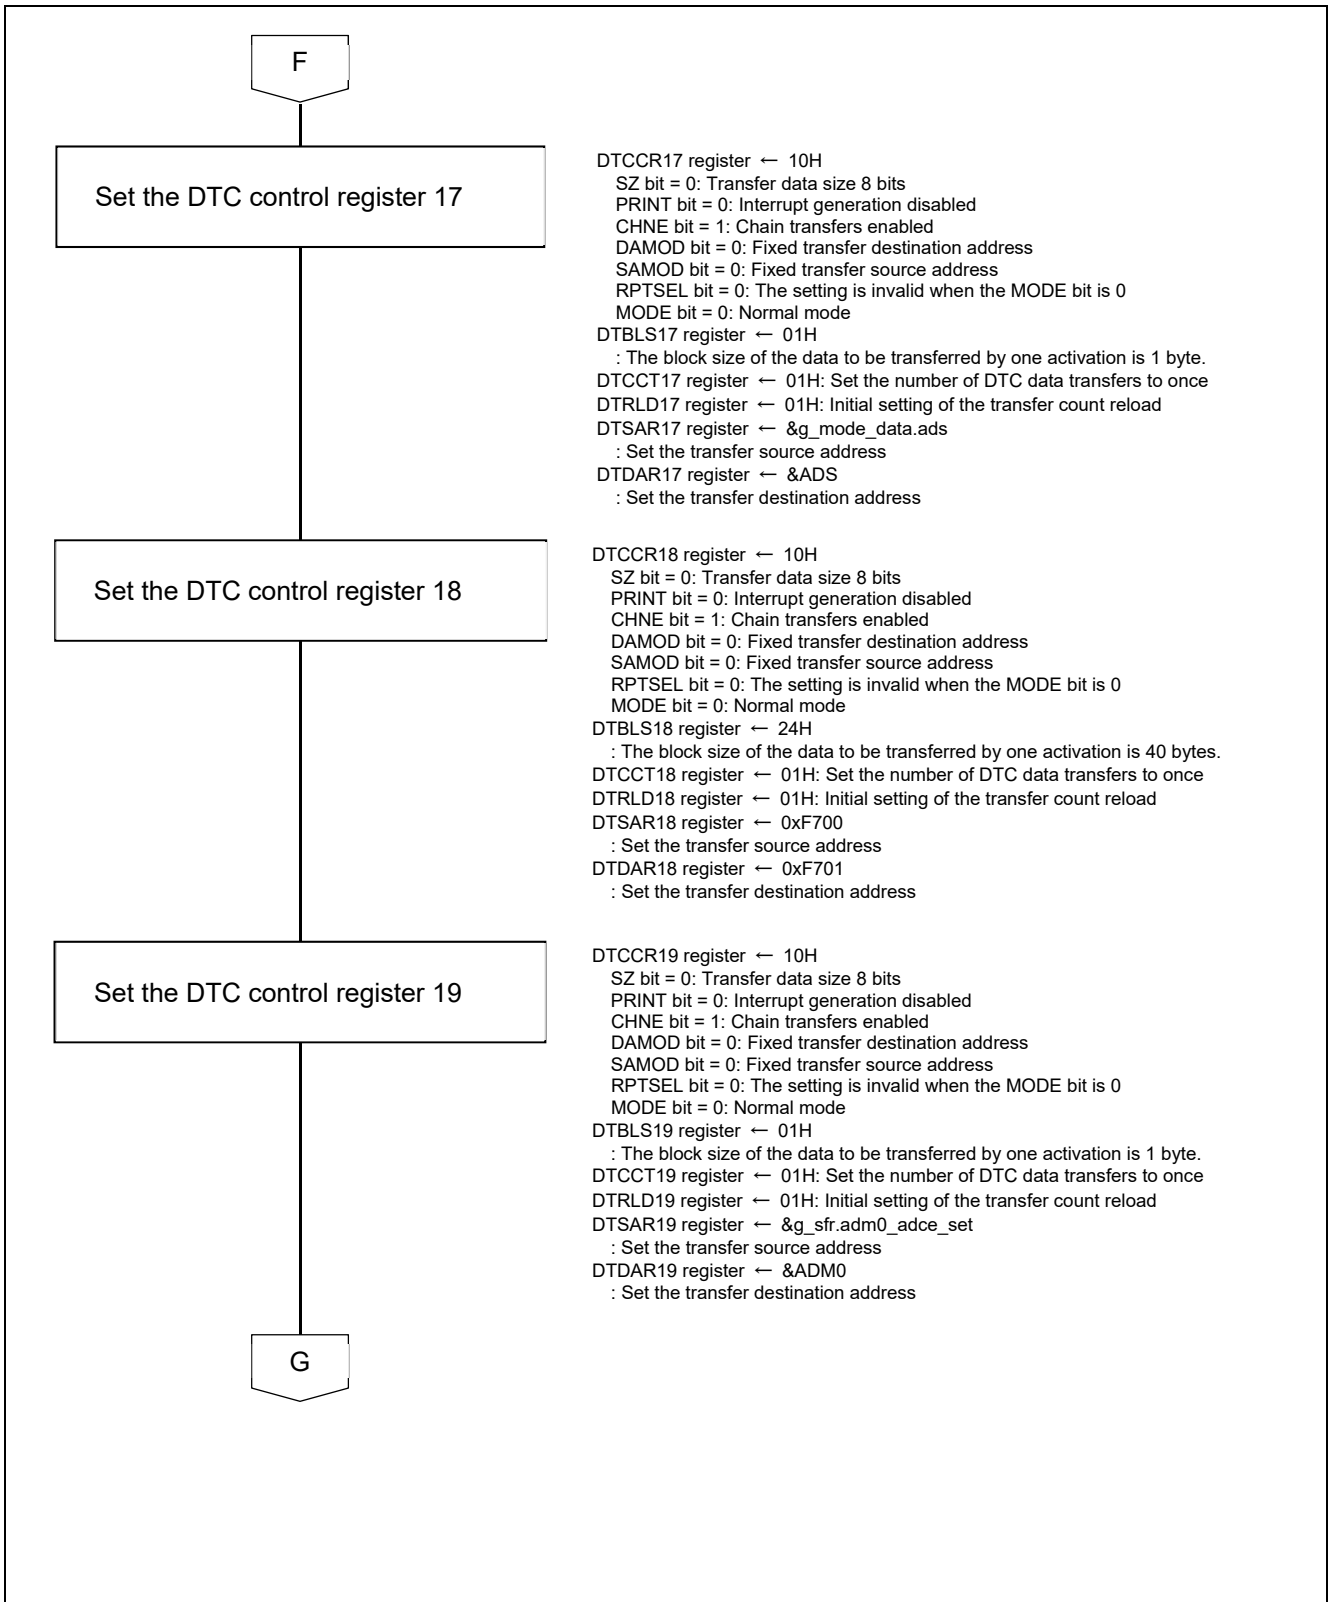 F
Set the DTC control register 17
DTCCR17 register ← 10H
SZ bit = 0: Transfer data size 8 bits
PRINT bit = 0: Interrupt generation disabled
CHNE bit = 1: Chain transfers enabled
DAMOD bit = 0: Fixed transfer destination address
SAMOD bit = 0: Fixed transfer source address
RPTSEL bit = 0: The setting is invalid when the MODE bit is 0
MODE bit = 0: Normal mode
DTBLS17 register ← 01H
: The block size of the data to be transferred by one activation is 1 byte.
DTCCT17 register ← 01H: Set the number of DTC data transfers to once
DTRLD17 register ← 01H: Initial setting of the transfer count reload
DTSAR17 register ← &g_mode_data.ads
: Set the transfer source address
DTDAR17 register ← &ADS
: Set the transfer destination address
Set the DTC control register 18
DTCCR18 register ← 10H
SZ bit = 0: Transfer data size 8 bits
PRINT bit = 0: Interrupt generation disabled
CHNE bit = 1: Chain transfers enabled
DAMOD bit = 0: Fixed transfer destination address
SAMOD bit = 0: Fixed transfer source address
RPTSEL bit = 0: The setting is invalid when the MODE bit is 0
MODE bit = 0: Normal mode
DTBLS18 register ← 24H
: The block size of the data to be transferred by one activation is 40 bytes.
DTCCT18 register ← 01H: Set the number of DTC data transfers to once
DTRLD18 register ← 01H: Initial setting of the transfer count reload
DTSAR18 register ← 0xF700
: Set the transfer source address
DTDAR18 register ← 0xF701
: Set the transfer destination address
Set the DTC control register 19
DTCCR19 register ← 10H
SZ bit = 0: Transfer data size 8 bits
PRINT bit = 0: Interrupt generation disabled
CHNE bit = 1: Chain transfers enabled
DAMOD bit = 0: Fixed transfer destination address
SAMOD bit = 0: Fixed transfer source address
RPTSEL bit = 0: The setting is invalid when the MODE bit is 0
MODE bit = 0: Normal mode
DTBLS19 register ← 01H
: The block size of the data to be transferred by one activation is 1 byte.
DTCCT19 register ← 01H: Set the number of DTC data transfers to once
DTRLD19 register ← 01H: Initial setting of the transfer count reload
DTSAR19 register ← &g_sfr.adm0_adce_set
: Set the transfer source address
DTDAR19 register ← &ADM0
: Set the transfer destination address
G